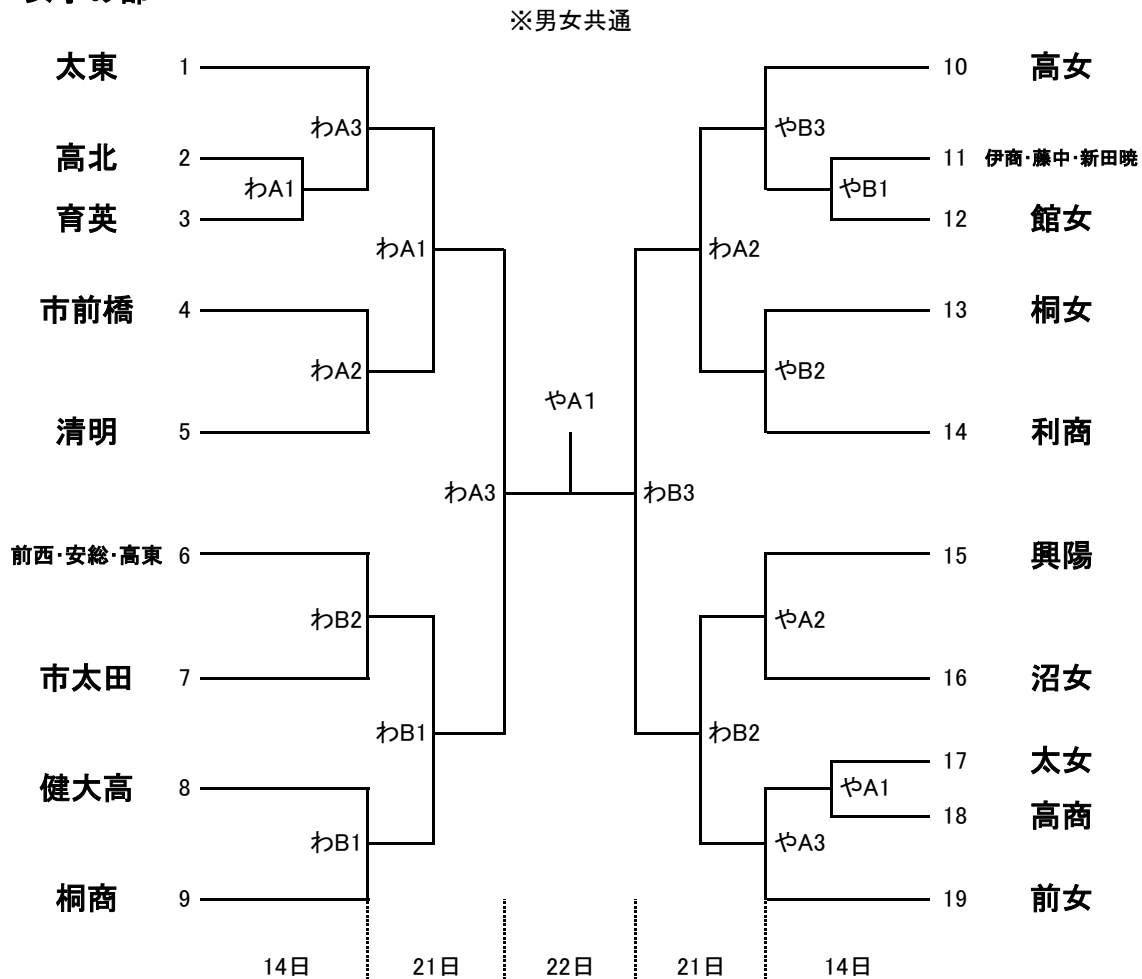 ※男女共通
太東 1
10 高女
わA3
やB3
高北 2
11 伊商・藤中・新田暁
わA1
やB1
育英 3
12 館女
わA1
わA2
市前橋 4
13 桐女
わA2
やB2
やA1
清明 5
14 利商
わA3
わB3
前西・安総・高東 6
15 興陽
わB2
やA2
市太田 7
16 沼女
わB1
わB2
17 太女
健大高 8
やA1
18 高商
わB1
やA3
桐商 9
19 前女
14日 21日 22日 21日 14日